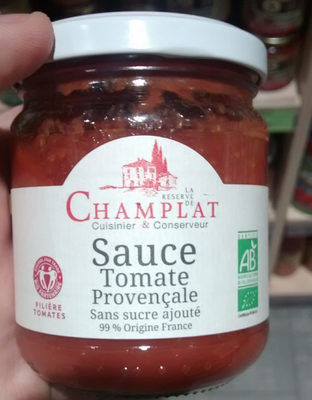 LA
RÉSERVE
DE
CHAMPLAT
Cuisinier & Conserveur
Sauce
Tomate
Provençale
Sans sucre ajouté
99 % Origine France
FILIÈRE
TOMATES
AB